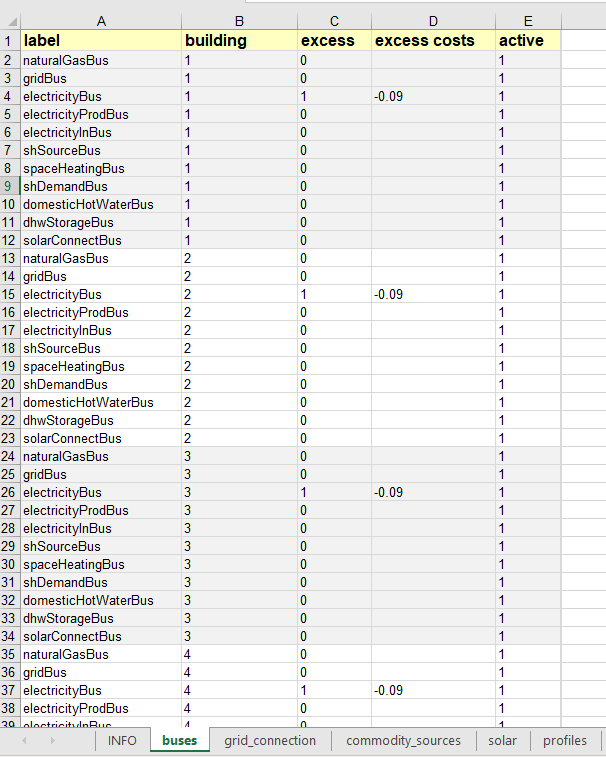 A B C D E
1 label building excess excess costs active
2 naturalGasBus 1 0 1
3 gridBus 1 0 1
4 electricityBus 1 1 -0.09 1
5 electricityProdBus 1 0 1
6 electricityInBus 1 0 1
7 shSourceBus 1 0 1
8 spaceHeatingBus 1 0 1
9 shDemandBus 1 0 1
10 domesticHotWaterBus 1 0 1
11 dhwStorageBus 1 0 1
12 solarConnectBus 1 0 1
13 naturalGasBus 2 0 1
14 gridBus 2 0 1
15 electricityBus 2 1 -0.09 1
16 electricityProdBus 2 0 1
17 electricityInBus 2 0 1
18 shSourceBus 2 0 1
19 spaceHeatingBus 2 0 1
20 shDemandBus 2 0 1
21 domesticHotWaterBus 2 0 1
22 dhwStorageBus 2 0 1
23 solarConnectBus 2 0 1
24 naturalGasBus 3 0 1
25 gridBus 3 0 1
26 electricityBus 3 1 -0.09 1
27 electricityProdBus 3 0 1
28 electricityInBus 3 0 1
29 shSourceBus 3 0 1
30 spaceHeatingBus 3 0 1
31 shDemandBus 3 0 1
32 domesticHotWaterBus 3 0 1
33 dhwStorageBus 3 0 1
34 solarConnectBus 3 0 1
35 naturalGasBus 4 0 1
36 gridBus 4 0 1
37 electricityBus 4 1 -0.09 1
38 electricityProdBus 4 0 1
39 electricityInBus 4 0 1
INFO buses grid_connection commodity_sources solar profiles